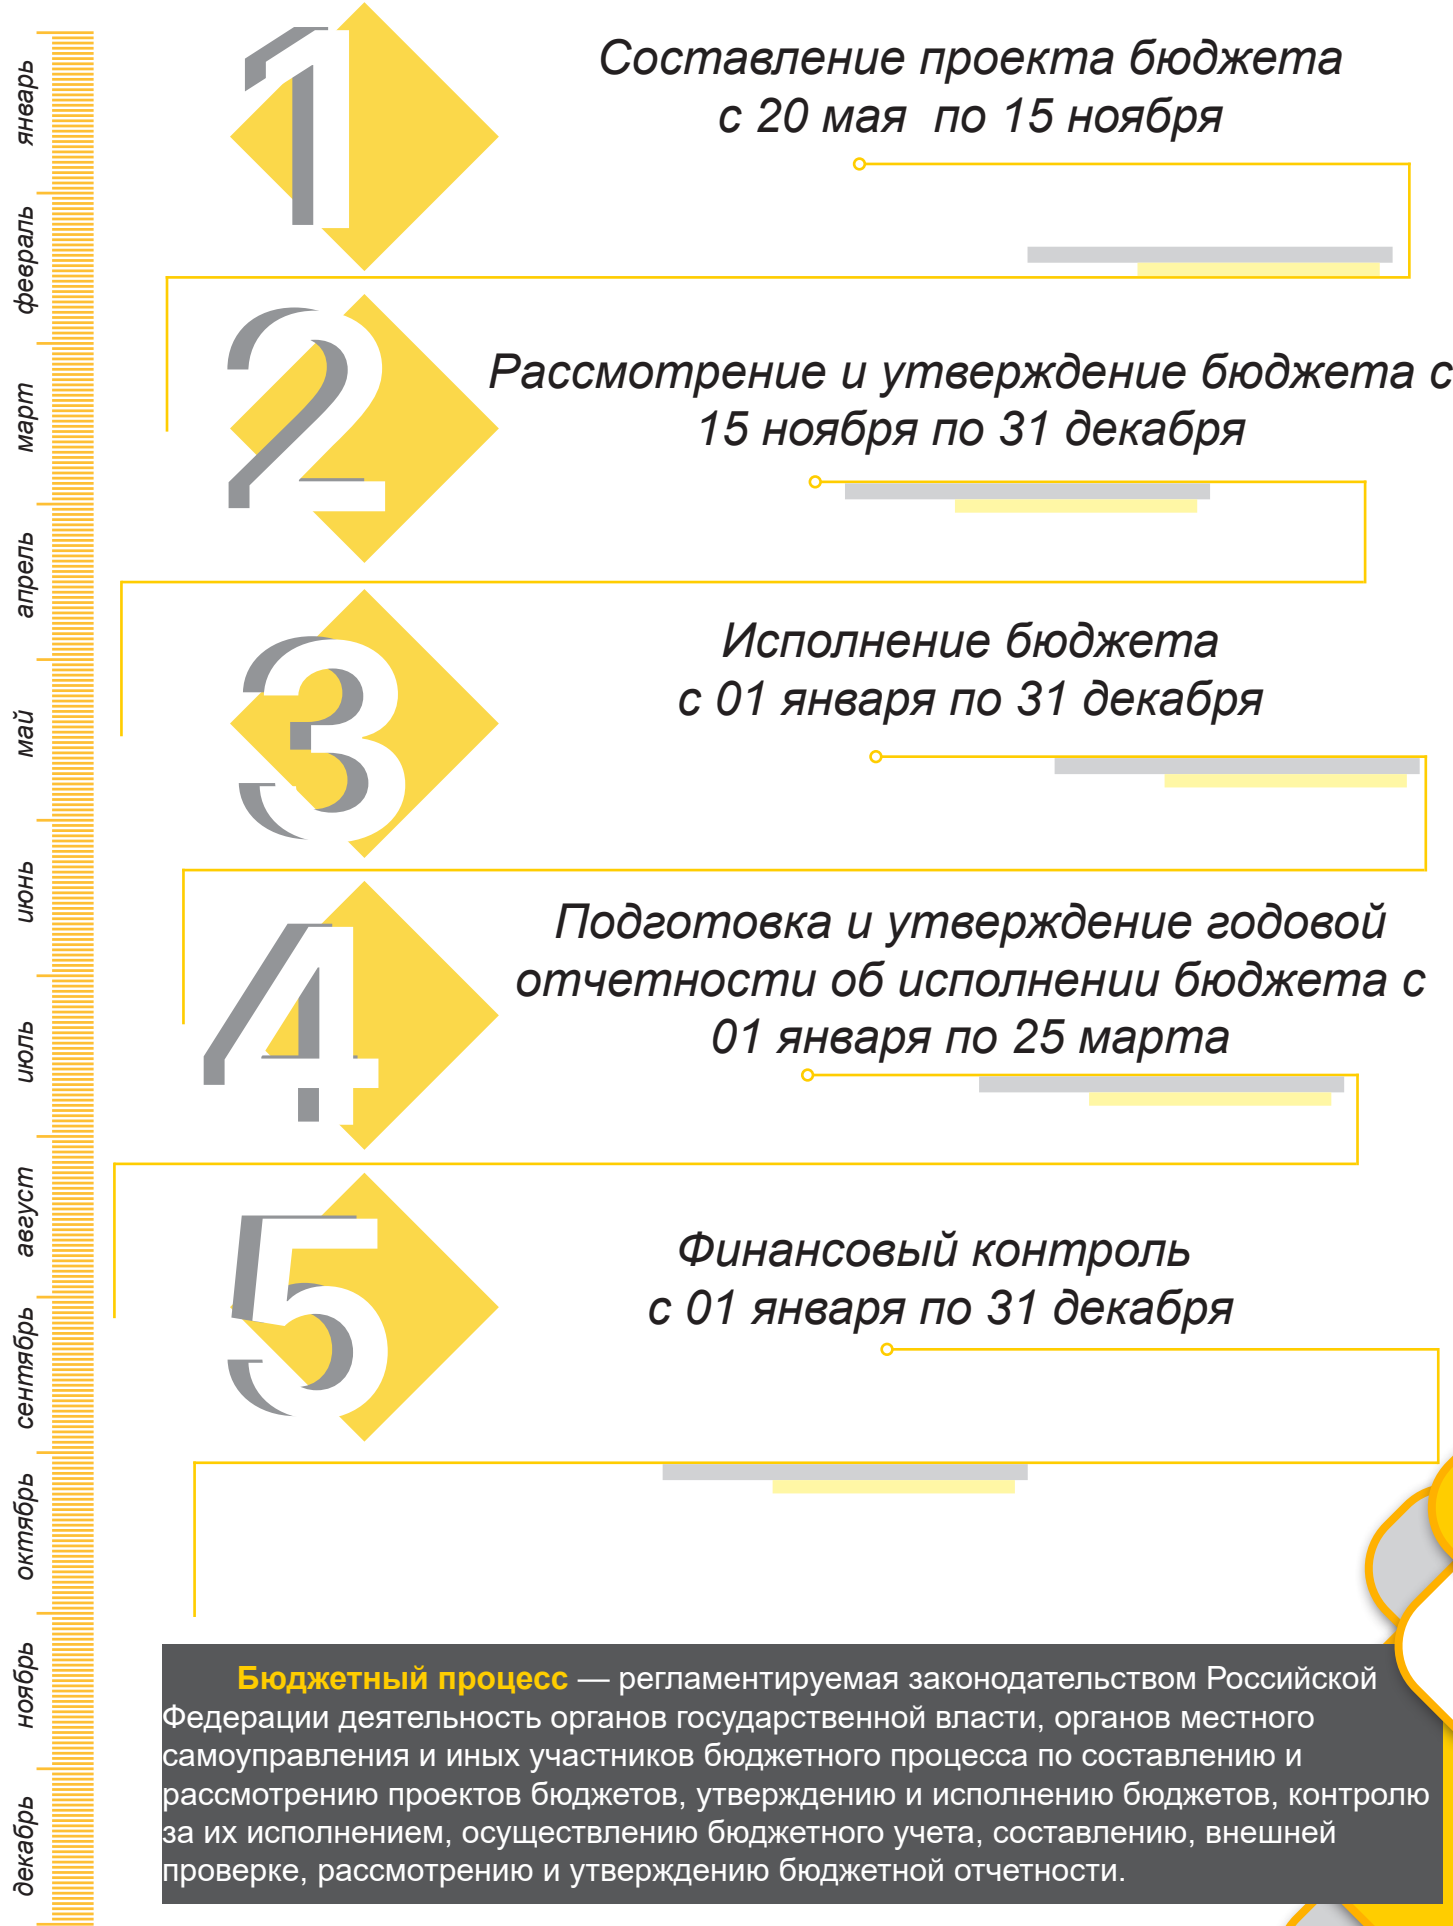 январь
февраль
март
апрель
май
июнь
июль
август
сентябрь
октябрь
ноябрь
декабрь
1
Составление проекта бюджета
с 20 мая по 15 ноября
2
Рассмотрение и утверждение бюджета с
15 ноября по 31 декабря
3
Исполнение бюджета
с 01 января по 31 декабря
4
Подготовка и утверждение годовой
отчетности об исполнении бюджета с
01 января по 25 марта
5
Финансовый контроль
с 01 января по 31 декабря
Бюджетный процесс — регламентируемая законодательством Российской
Федерации деятельность органов государственной власти, органов местного
самоуправления и иных участников бюджетного процесса по составлению и
рассмотрению проектов бюджетов, утверждению и исполнению бюджетов, контролю
за их исполнением, осуществлению бюджетного учета, составлению, внешней
проверке, рассмотрению и утверждению бюджетной отчетности.